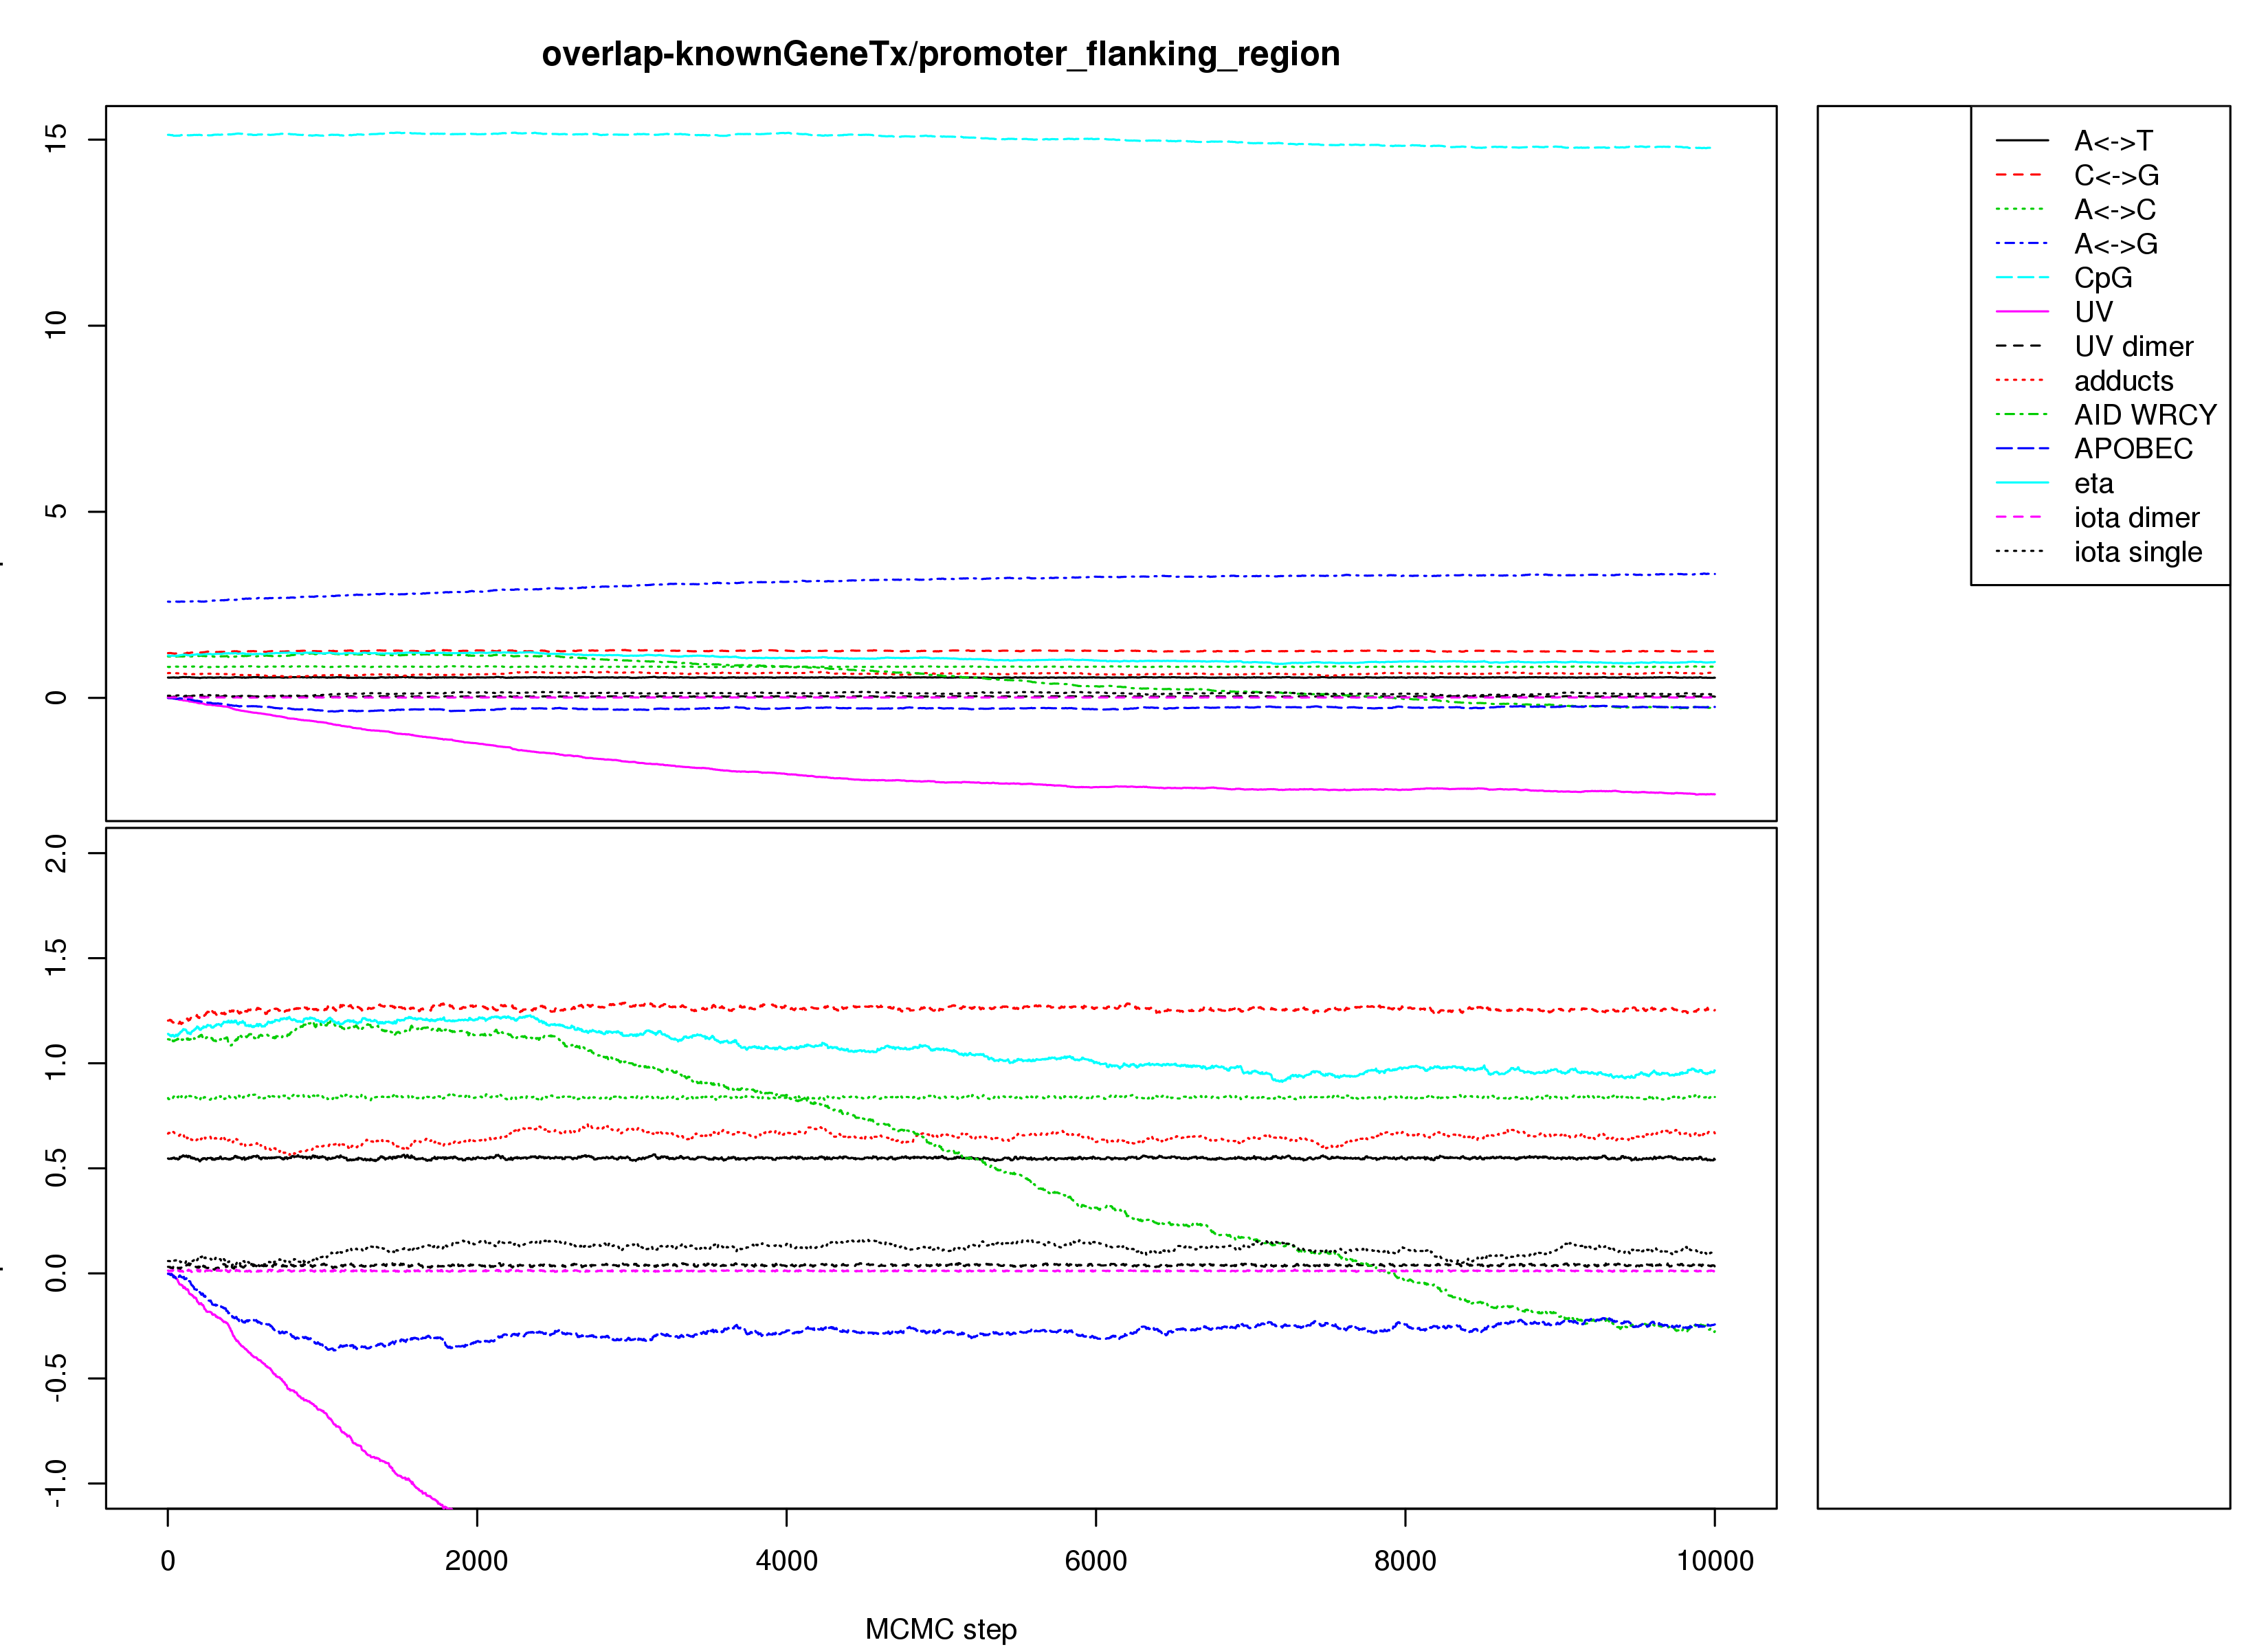 overlap-knownGeneTx/promoter_flanking_region
15
10
5
0
2.0
1.5
1.0
0.5
0.0
-0.5
-1.0
0 2000 4000 6000 8000 10000
MCMC step
A<->T
C<->G
A<->C
A<->G
CpG
UV
UV dimer
adducts
AID WRCY
APOBEC
eta
iota dimer
iota single